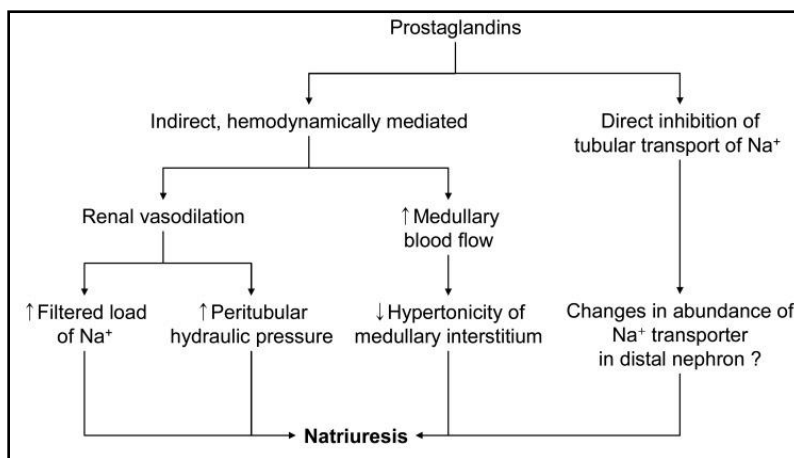 Prostaglandins
Indirect, hemodynamically mediated
Direct inhibition of
tubular transport of Na⁺
Renal vasodilation
↑Medullary
blood flow
↑Filtered load
of Na⁺
↑Peritubular
hydraulic pressure
↓Hypertonicity of
medullary interstitium
Changes in abundance of
Na⁺ transporter
in distal nephron ?
Natriuresis